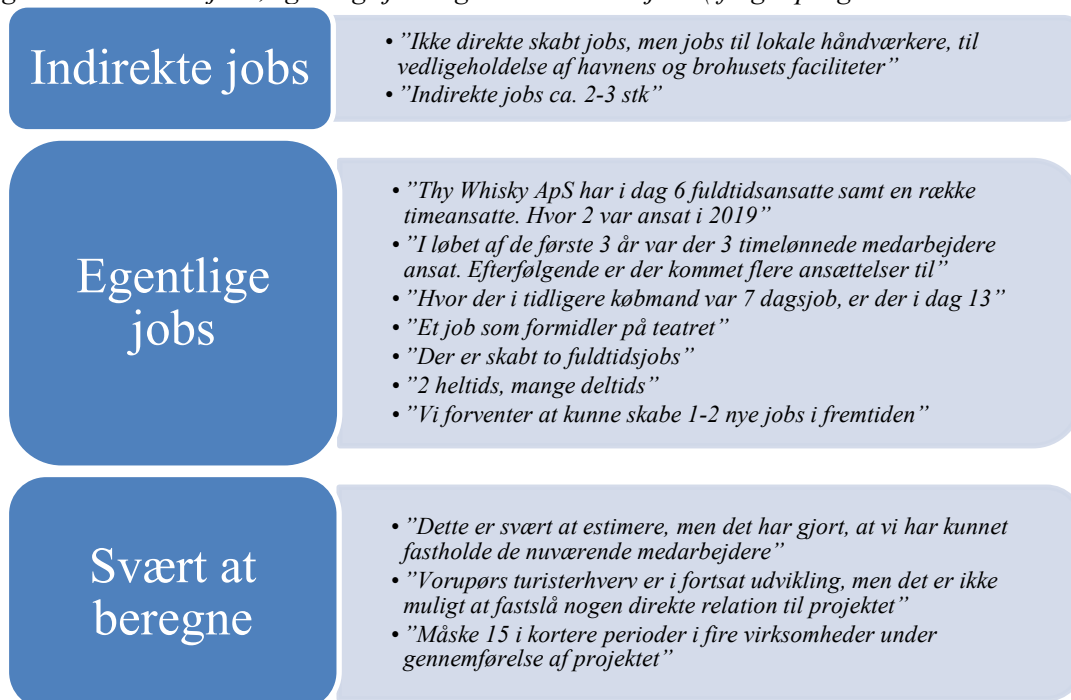 Indirekte jobs
• ”Ikke direkte skabt jobs, men jobs til lokale håndværkere, til
vedligeholdelse af havnens og brohusets faciliteter”
• ”Indirekte jobs ca. 2-3 stk”
Egentlige
jobs
• ”Thy Whisky ApS har i dag 6 fuldtidsansatte samt en række
timeansatte. Hvor 2 var ansat i 2019”
• ”I løbet af de første 3 år var der 3 timelønnede medarbejdere
ansat. Efterfølgende er der kommet flere ansættelser til”
• ”Hvor der i tidligere købmand var 7 dagsjob, er der i dag 13”
• ”Et job som formidler på teatret”
• ”Der er skabt to fuldtidsjobs”
• ”2 heltids, mange deltids”
• ”Vi forventer at kunne skabe 1-2 nye jobs i fremtiden”
Svært at
beregne
• ”Dette er svært at estimere, men det har gjort, at vi har kunnet
fastholde de nuværende medarbejdere”
• ”Vorupørs turisterhverv er i fortsat udvikling, men det er ikke
muligt at fastslå nogen direkte relation til projektet”
• ”Måske 15 i kortere perioder i fire virksomheder under
gennemførelse af projektet”